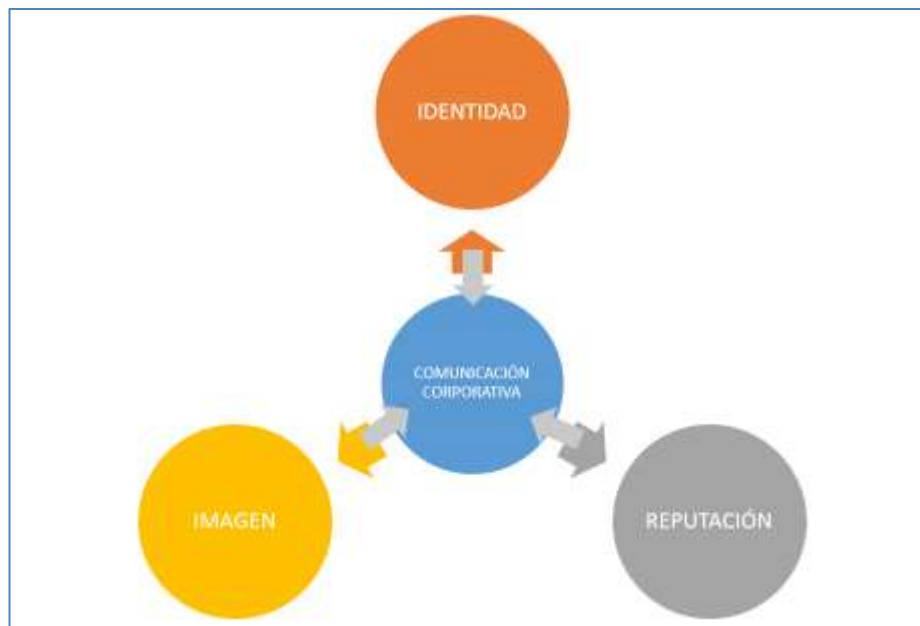 IDENTIDAD
COMUNICACIÓN
CORPORATIVA
IMAGEN
REPUTACIÓN